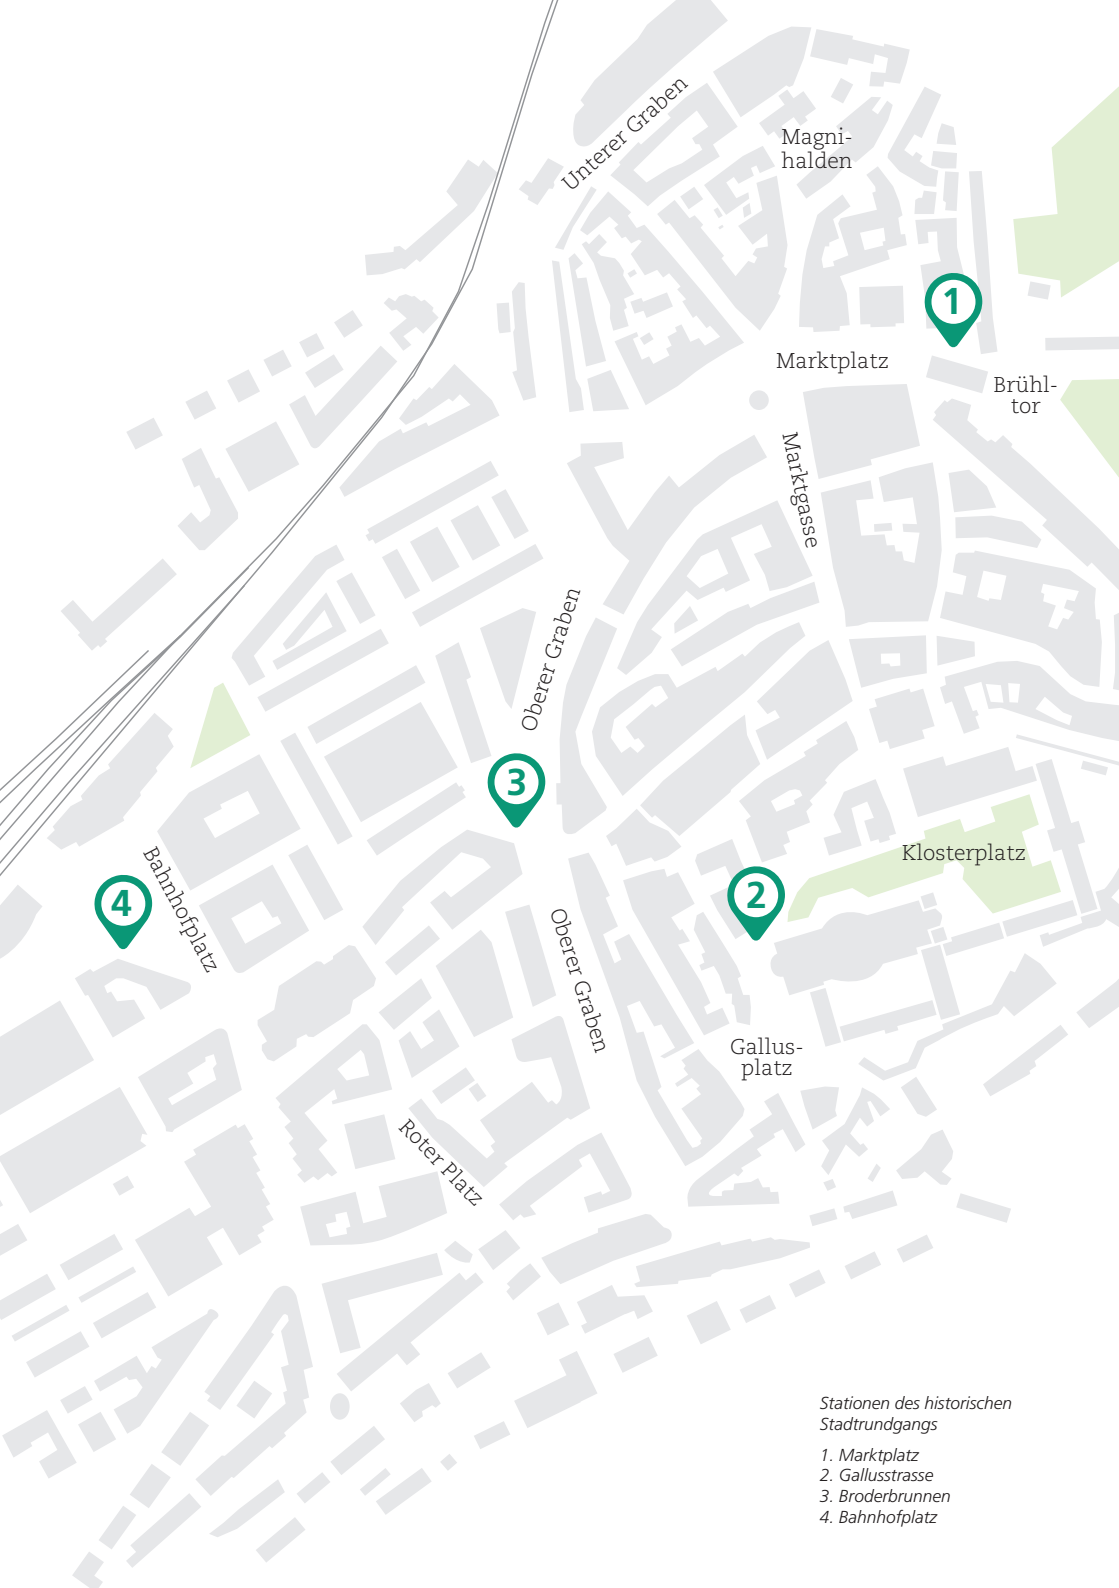 Unterer Graben
Magni-
halden
1
Marktplatz
Brühl-
tor
Marktgasse
Oberer Graben
3
Klosterplatz
2
Bahnhofplatz
4
Oberer Graben
Gallus-
platz
Roter Platz
Stationen des historischen
Stadtrundgangs
1. Marktplatz
2. Gallusstrasse
3. Broderbrunnen
4. Bahnhofplatz